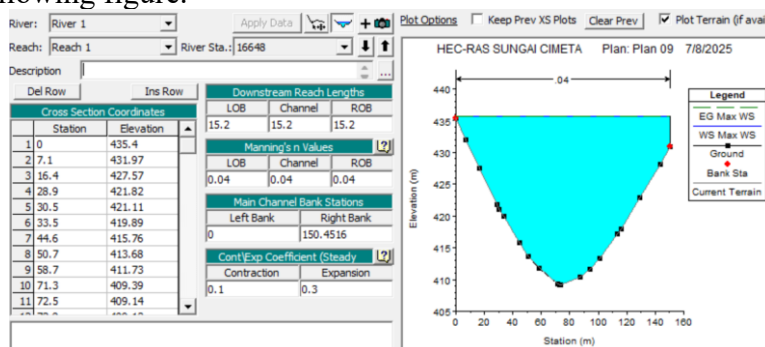 owing figure.
River: River 1 Apply Data + Plot Options Keep Prev XS Plots Clear Prev Plot Terrain (if avai
Reach: Reach 1 River Sta.: 16648
Description ...
Del Row Ins Row
Cross Section Coordinates
Station Elevation
1 0 435.4
2 7.1 431.97
3 16.4 427.57
4 28.9 421.82
5 30.5 421.11
6 33.5 419.89
7 44.6 415.76
8 50.7 413.68
9 58.7 411.73
10 71.3 409.39
11 72.5 409.14
Downstream Reach Lengths
LOB Channel ROB
15.2 15.2 15.2
Manning's n Values
LOB Channel ROB
0.04 0.04 0.04
Main Channel Bank Stations
Left Bank Right Bank
0 150.4516
Cont\Exp Coefficient (Steady
Contraction Expansion
0.1 0.3
HEC-RAS SUNGAI CIMETA Plan: Plan 09 7/8/2025
.04
Elevation (m)
440
435
430
425
420
415
410
405
0 20 40 60 80 100 120 140 160
Station (m)
Legend
EG Max WS
WS Max WS
Ground
Bank Sta
Current Terrain